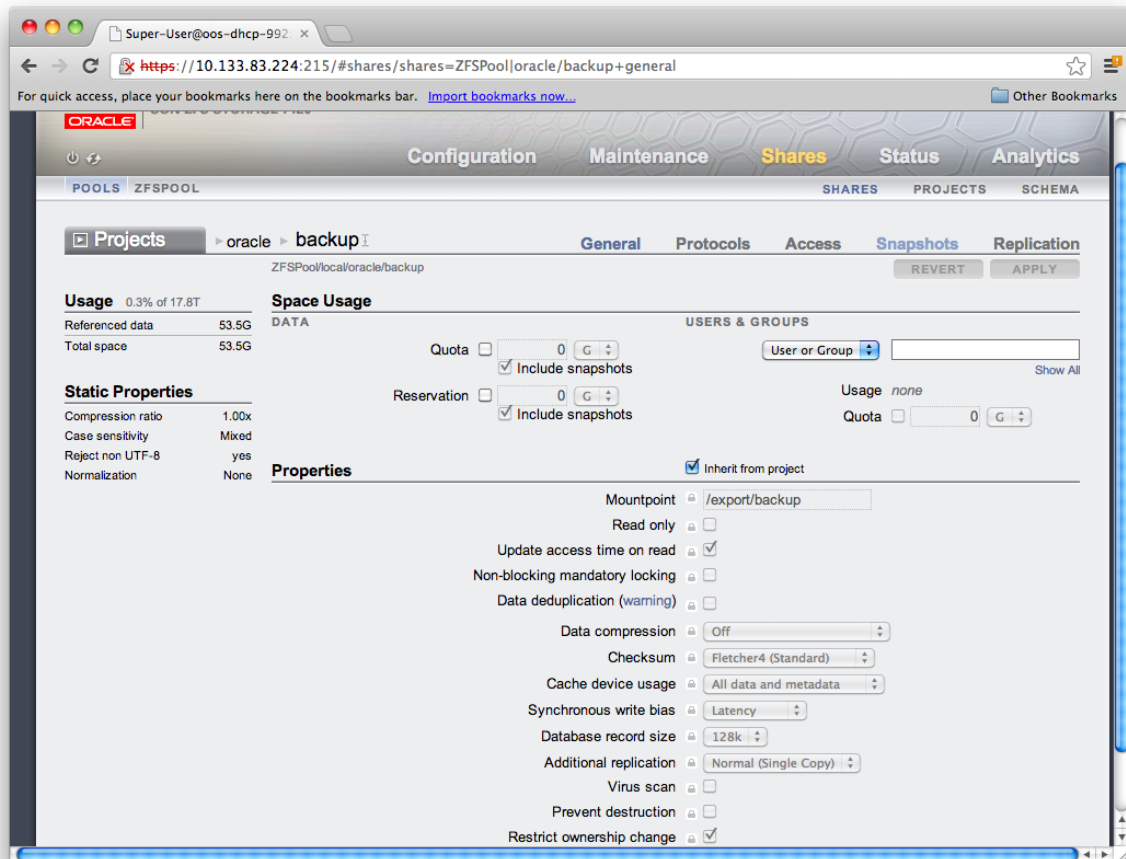 Super-User@oos-dhcp-992
https://10.133.83.224:215/#shares/shares=ZFSPool|oracle/backup+general
For quick access, place your bookmarks here on the bookmarks bar. Import bookmarks now...
Other Bookmarks
ORACLE
Configuration Maintenance Shares Status Analytics
POOLS ZFSPOOL
SHARES PROJECTS SCHEMA
Projects oracle backup
General Protocols Access Snapshots Replication
ZFSPool/local/oracle/backup
REVERT APPLY
Usage 0.3% of 17.8T
Referenced data 53.5G
Total space 53.5G
Static Properties
Compression ratio 1.00x
Case sensitivity Mixed
Reject non UTF-8 yes
Normalization None
Space Usage
DATA
Quota 0 G
Include snapshots
Reservation 0 G
Include snapshots
USERS & GROUPS
User or Group
Show All
Usage none
Quota 0 G
Properties
Inherit from project
Mountpoint /export/backup
Read only
Update access time on read
Non-blocking mandatory locking
Data deduplication (warning)
Data compression Off
Checksum Fletcher4 (Standard)
Cache device usage All data and metadata
Synchronous write bias Latency
Database record size 128k
Additional replication Normal (Single Copy)
Virus scan
Prevent destruction
Restrict ownership change